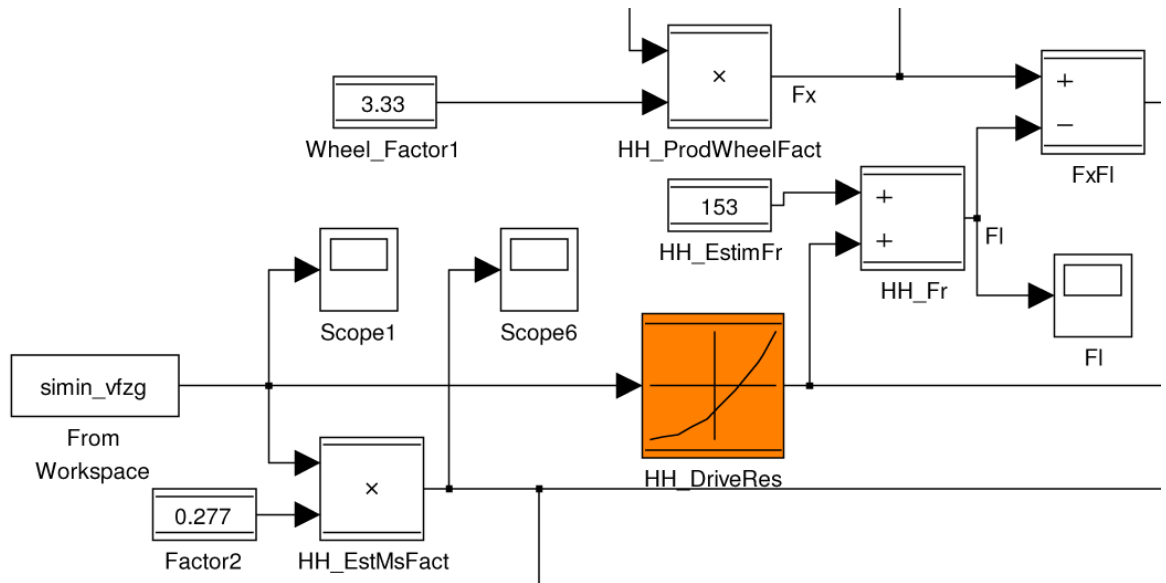 ×
3.33
Fx
+
−
Wheel_Factor1
HH_ProdWheelFact
FxFl
153
+
+
HH_EstimFr
Fl
HH_Fr
Scope1
Scope6
Fl
simin_vfzg
From
Workspace
HH_DriveRes
×
0.277
Factor2
HH_EstMsFact